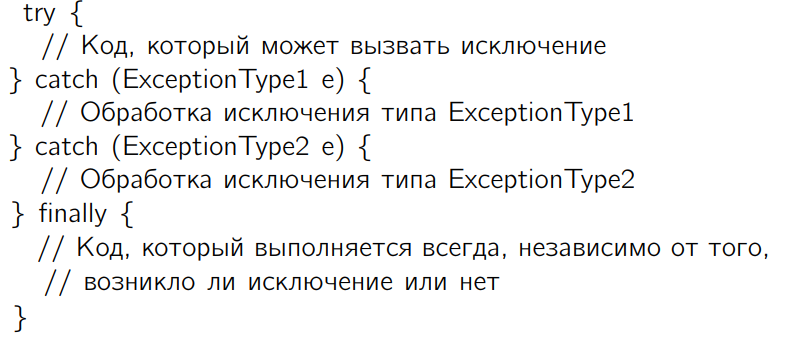 try {
// Код, который может вызвать исключение
} catch (ExceptionType1 e) {
// Обработка исключения типа ExceptionType1
} catch (ExceptionType2 e) {
// Обработка исключения типа ExceptionType2
} finally {
// Код, который выполняется всегда, независимо от того,
// возникло ли исключение или нет
}